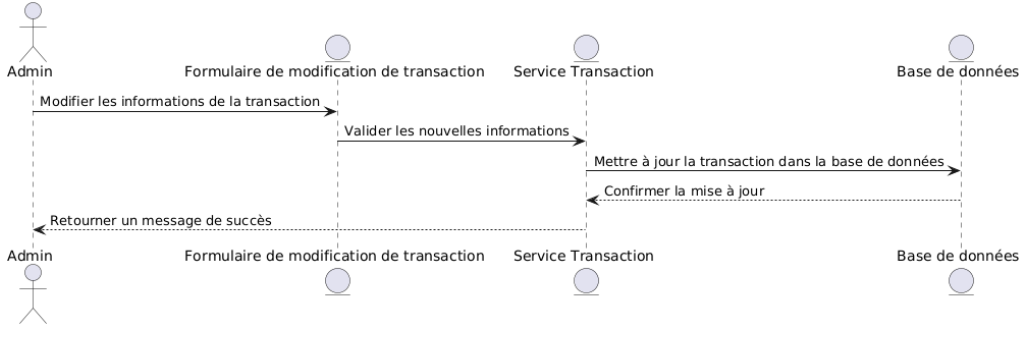 Admin
Formulaire de modification de transaction
Service Transaction
Base de données
Modifier les informations de la transaction
Valider les nouvelles informations
Mettre à jour la transaction dans la base de données
Confirmer la mise à jour
Retourner un message de succès
Admin
Formulaire de modification de transaction
Service Transaction
Base de données